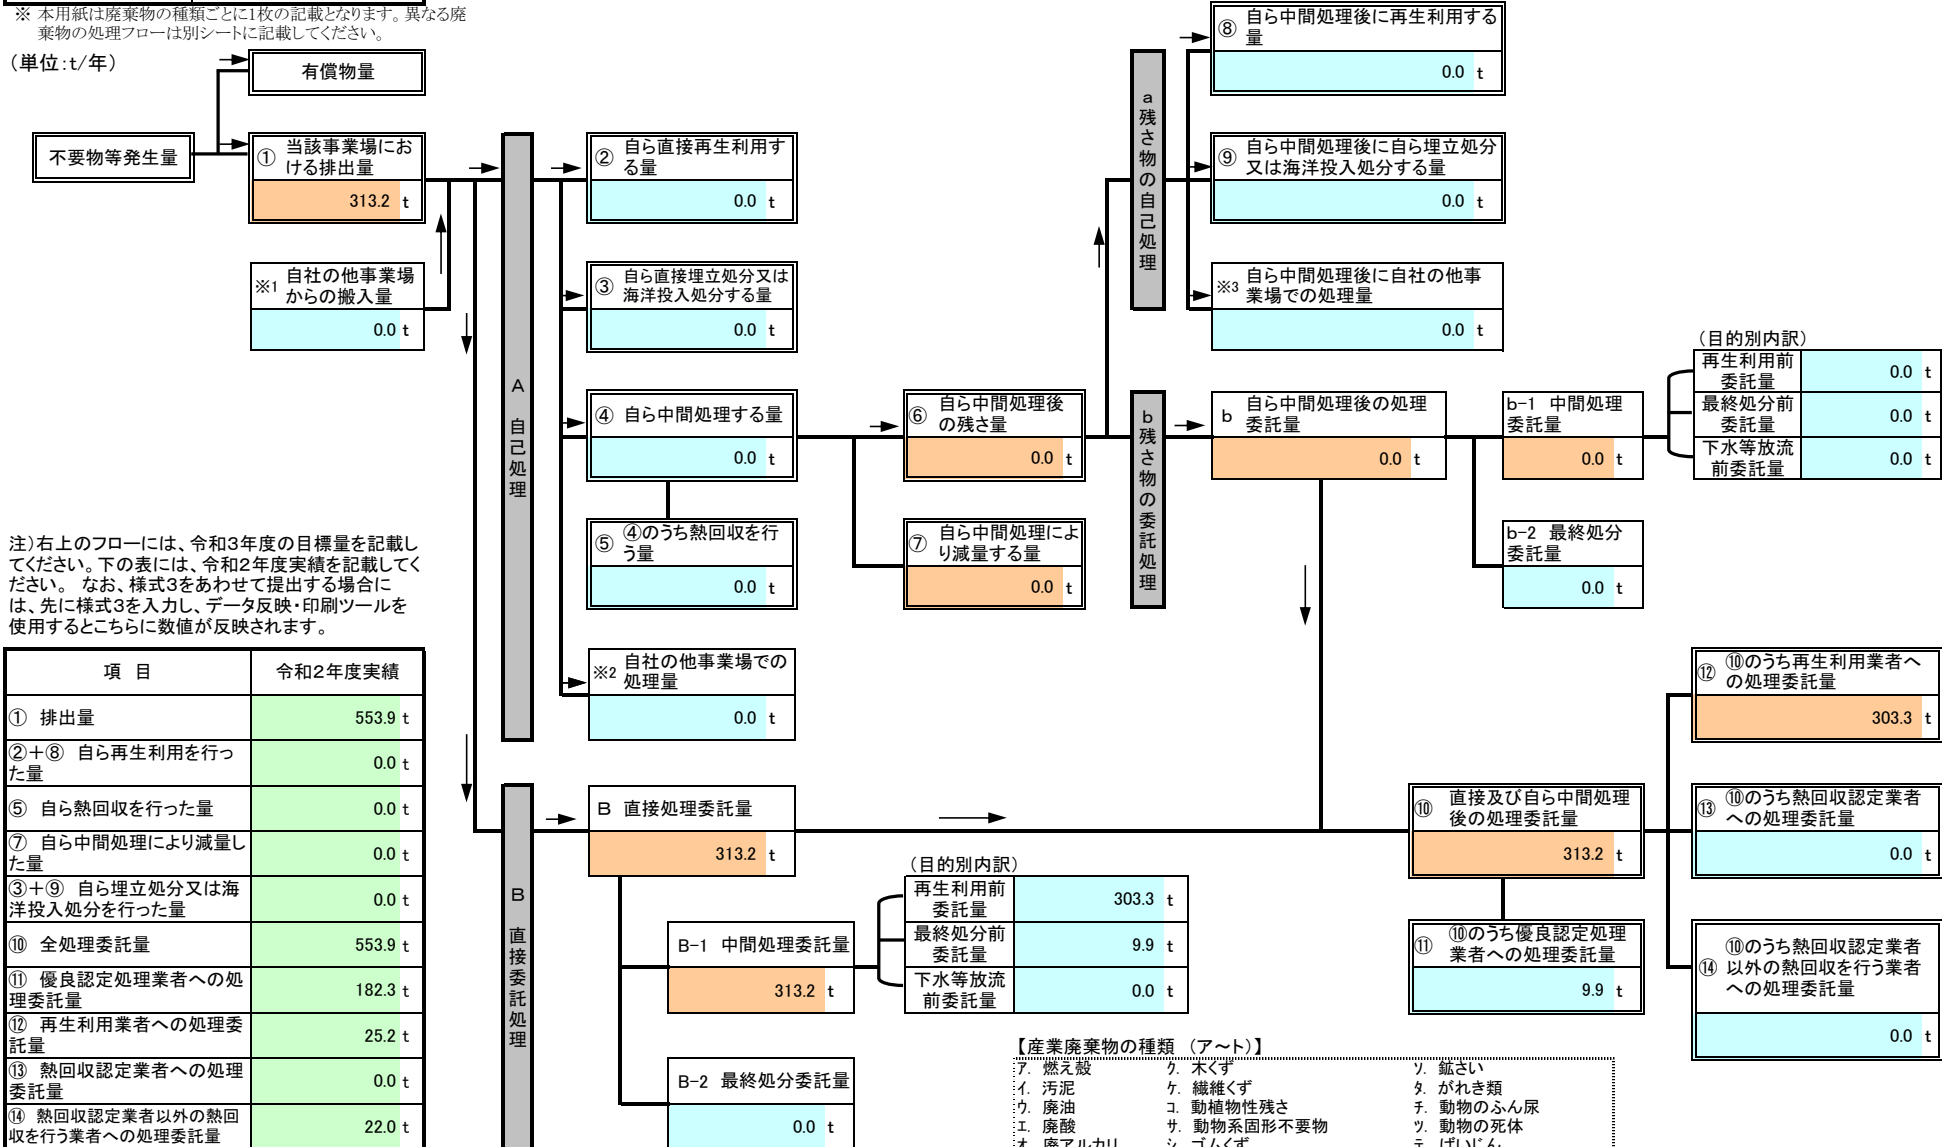 ※ 本用紙は廃棄物の種類ごとに1枚の記載となります。異なる廃
棄物の処理フローは別シートに記載してください。
(単位:t/年)
有償物量
不要物等発生量
① 当該事業場にお
ける排出量
313.2 t
※1 自社の他事業場
からの搬入量
0.0 t
A 自己処理
② 自ら直接再生利用す
る量
0.0 t
③ 自ら直接埋立処分又は
海洋投入処分する量
0.0 t
④ 自ら中間処理する量
0.0 t
⑤ ④のうち熱回収を行
う量
0.0 t
※2 自社の他事業場での
処理量
0.0 t
⑥ 自ら中間処理後
の残さ量
0.0 t
⑦ 自ら中間処理によ
り減量する量
0.0 t
a残さ物の自己処理
⑧ 自ら中間処理後に再生利用する
量
0.0 t
⑨ 自ら中間処理後に自ら埋立処分
又は海洋投入処分する量
0.0 t
※3 自ら中間処理後に自社の他事
業場での処理量
0.0 t
b残さ物の委託処理
b 自ら中間処理後の処理
委託量
0.0 t
b-1 中間処理
委託量
0.0 t
(目的別内訳)
再生利用前
委託量
0.0 t
最終処分前
委託量
0.0 t
下水等放流
前委託量
0.0 t
b-2 最終処分
委託量
0.0 t
注)右上のフローには、令和3年度の目標量を記載し
てください。下の表には、令和2年度実績を記載してく
ださい。 なお、様式3をあわせて提出する場合に
は、先に様式3を入力し、データ反映・印刷ツールを
使用するとこちらに数値が反映されます。
項 目 令和2年度実績
① 排出量 553.9 t
②+⑧ 自ら再生利用を行っ
た量
0.0 t
⑤ 自ら熱回収を行った量 0.0 t
⑦ 自ら中間処理により減量し
た量
0.0 t
③+⑨ 自ら埋立処分又は海
洋投入処分を行った量
0.0 t
⑩ 全処理委託量 553.9 t
⑪ 優良認定処理業者への処
理委託量
182.3 t
⑫ 再生利用業者への処理委
託量
25.2 t
⑬ 熱回収認定業者への処理
委託量
0.0 t
⑭ 熱回収認定業者以外の熱回
収を行う業者への処理委託量
22.0 t
B 直接委託処理
B 直接処理委託量
313.2 t
B-1 中間処理委託量
313.2 t
(目的別内訳)
再生利用前
委託量
303.3 t
最終処分前
委託量
9.9 t
下水等放流
前委託量
0.0 t
B-2 最終処分委託量
0.0 t
⑩ 直接及び自ら中間処理
後の処理委託量
313.2 t
⑪ ⑩のうち優良認定処理
業者への処理委託量
9.9 t
⑫ ⑩のうち再生利用業者へ
の処理委託量
303.3 t
⑬ ⑩のうち熱回収認定業者
への処理委託量
0.0 t
⑭ ⑩のうち熱回収認定業者
以外の熱回収を行う業者
への処理委託量
0.0 t
【産業廃棄物の種類 (ア~ト)】
ア. 燃え殻 ク. 木くず ソ. 鉱さい
イ. 汚泥 ケ. 繊維くず タ. がれき類
ウ. 廃油 コ. 動植物性残さ チ. 動物のふん尿
エ. 廃酸 サ. 動物系固形不要物 ツ. 動物の死体
オ. 廃アルカリ シ. ゴムくず テ. ばいじん